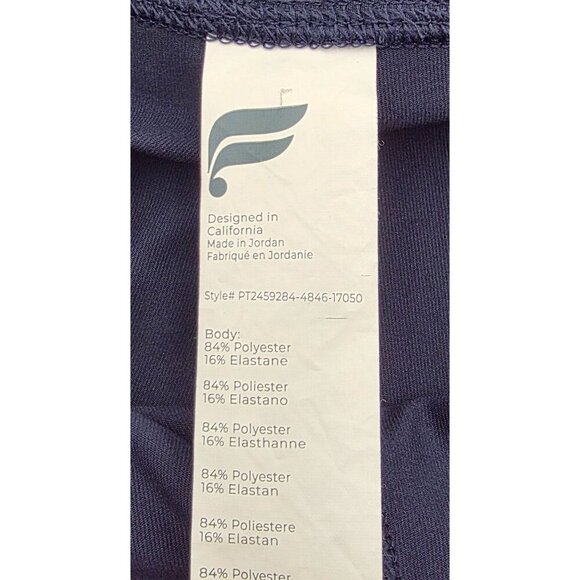 Designed in
California
Made in Jordan
Fabriqué en Jordanie
Style# PT2459284-4846-17050
Body:
84% Polyester
16% Elastane
84% Poliester
16% Elastano
84% Polyester
16% Elasthanne
84% Polyester
16% Elastan
84% Poliestere
16% Elastan
84% Polyester